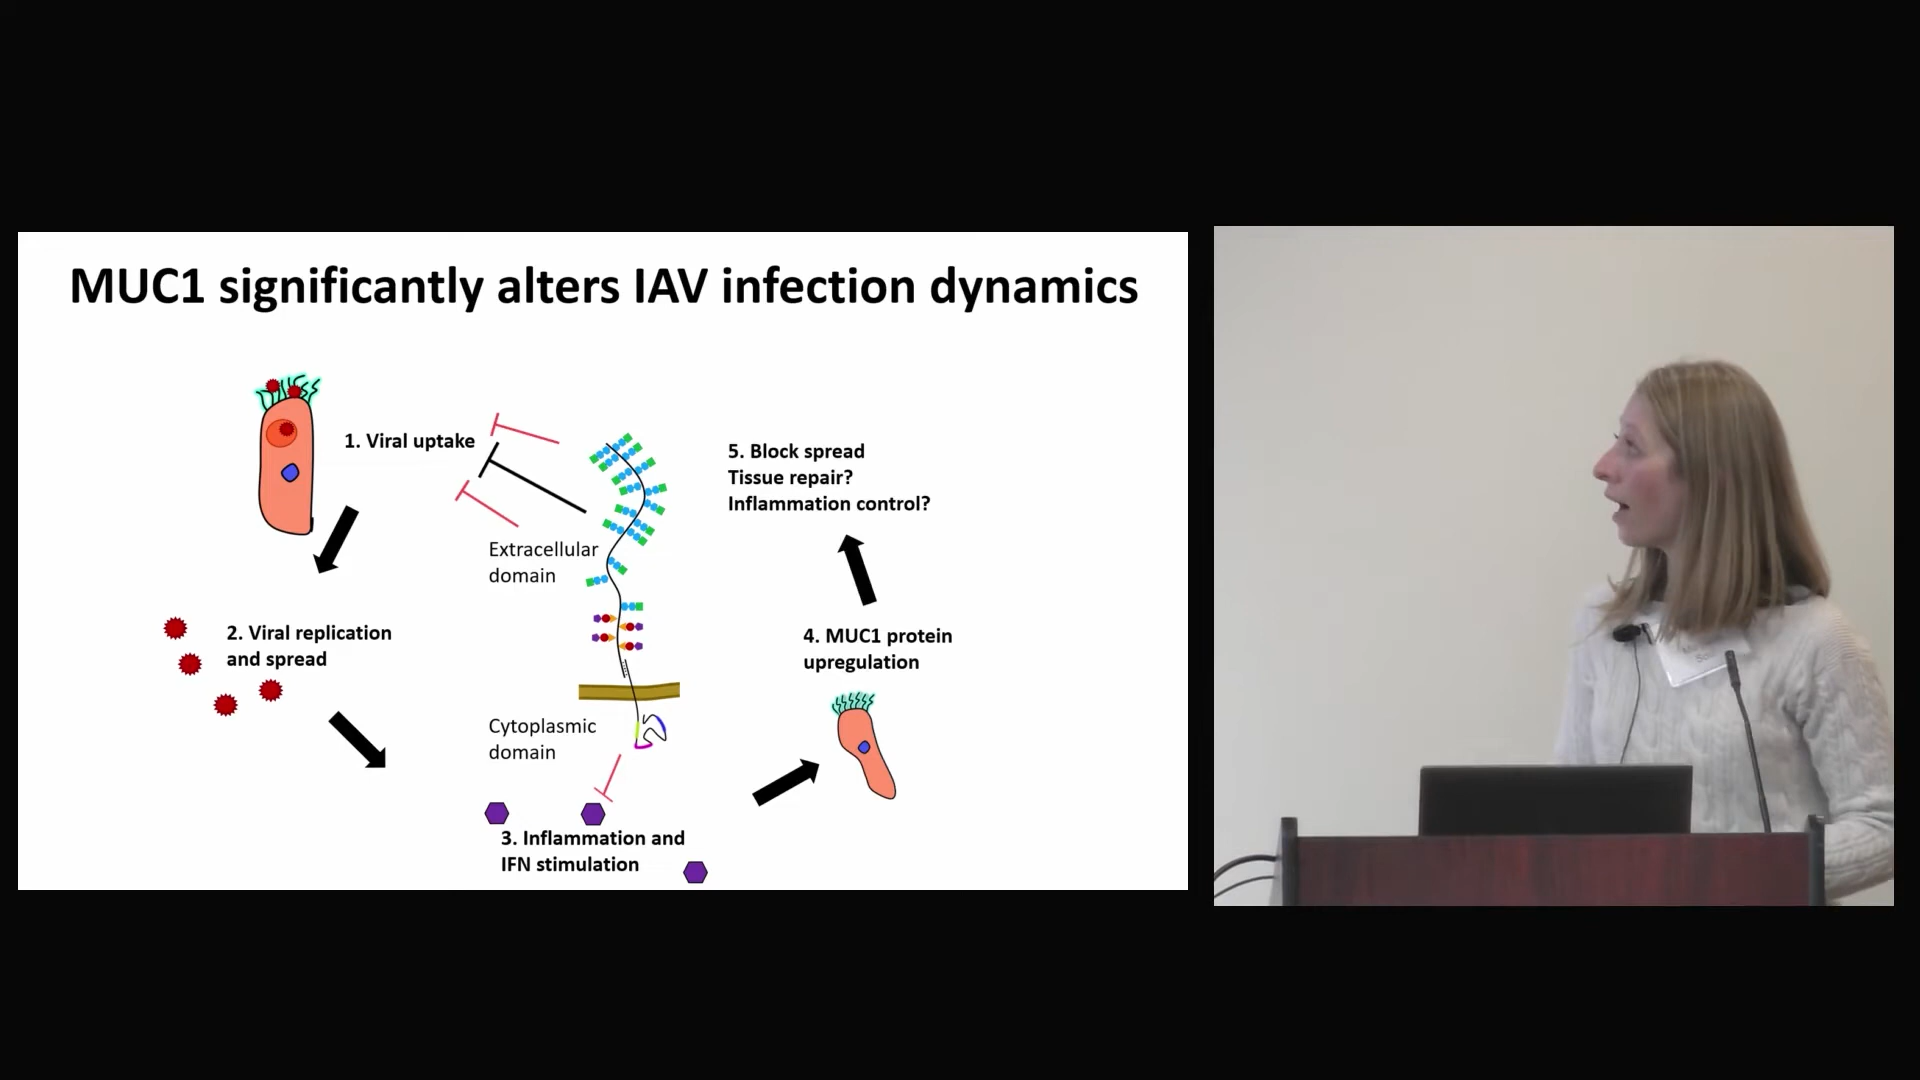 MUC1 significantly alters IAV infection dynamics
1. Viral uptake
2. Viral replication
and spread
Extracellular
domain
Cytoplasmic
domain
3. Inflammation and
IFN stimulation
4. MUC1 protein
upregulation
5. Block spread
Tissue repair?
Inflammation control?